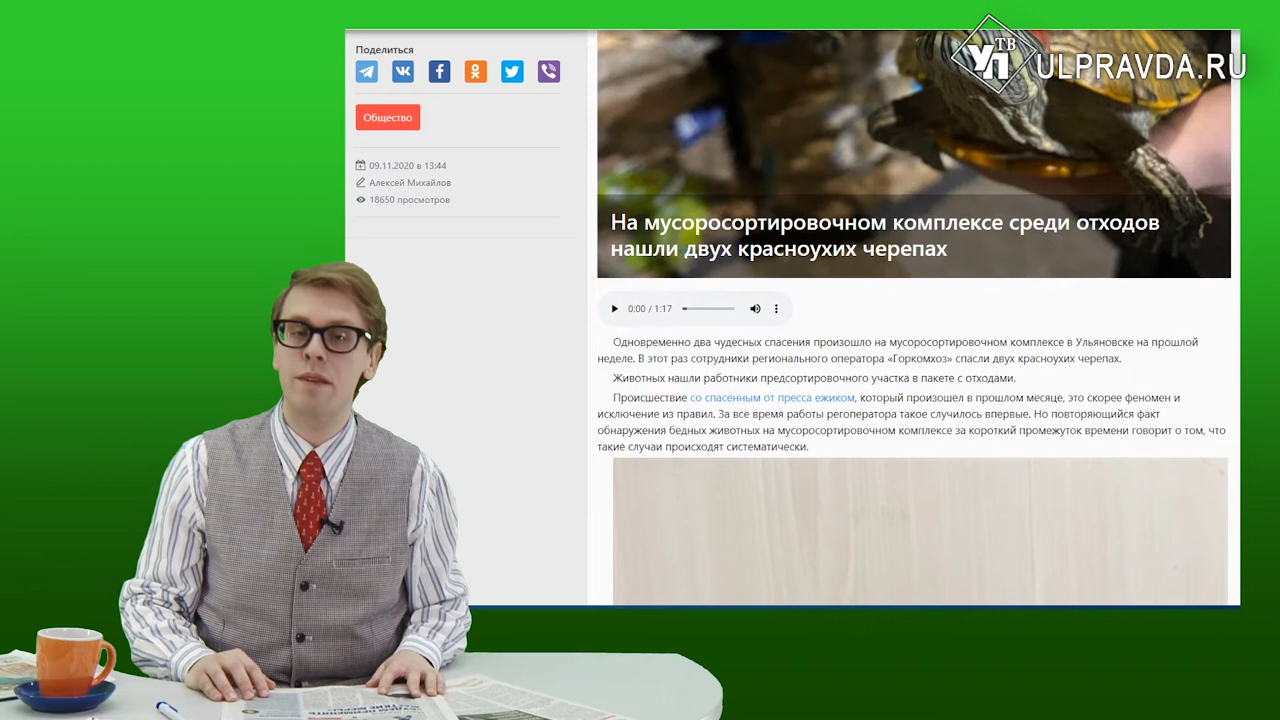 УП
ТВ
ULPRAVDA.RU
Поделиться
Общество
09.11.2020 в 13:44
Алексей Михайлов
18650 просмотров
На мусоросортировочном комплексе среди отходов
нашли двух красноухих черепах
0:00 / 1:17
Одновременно два чудесных спасения произошло на мусоросортировочном комплексе в Ульяновске на прошлой
неделе. В этот раз сотрудники регионального оператора «Горкомхоз» спасли двух красноухих черепах.
Животных нашли работники предсортировочного участка в пакете с отходами.
Происшествие со спасенным от пресса ежиком, который произошел в прошлом месяце, это скорее феномен и
исключение из правил. За все время работы регоператора такое случилось впервые. Но повторяющийся факт
обнаружения бедных животных на мусоросортировочном комплексе за короткий промежуток времени говорит о том, что
такие случаи происходят систематически.